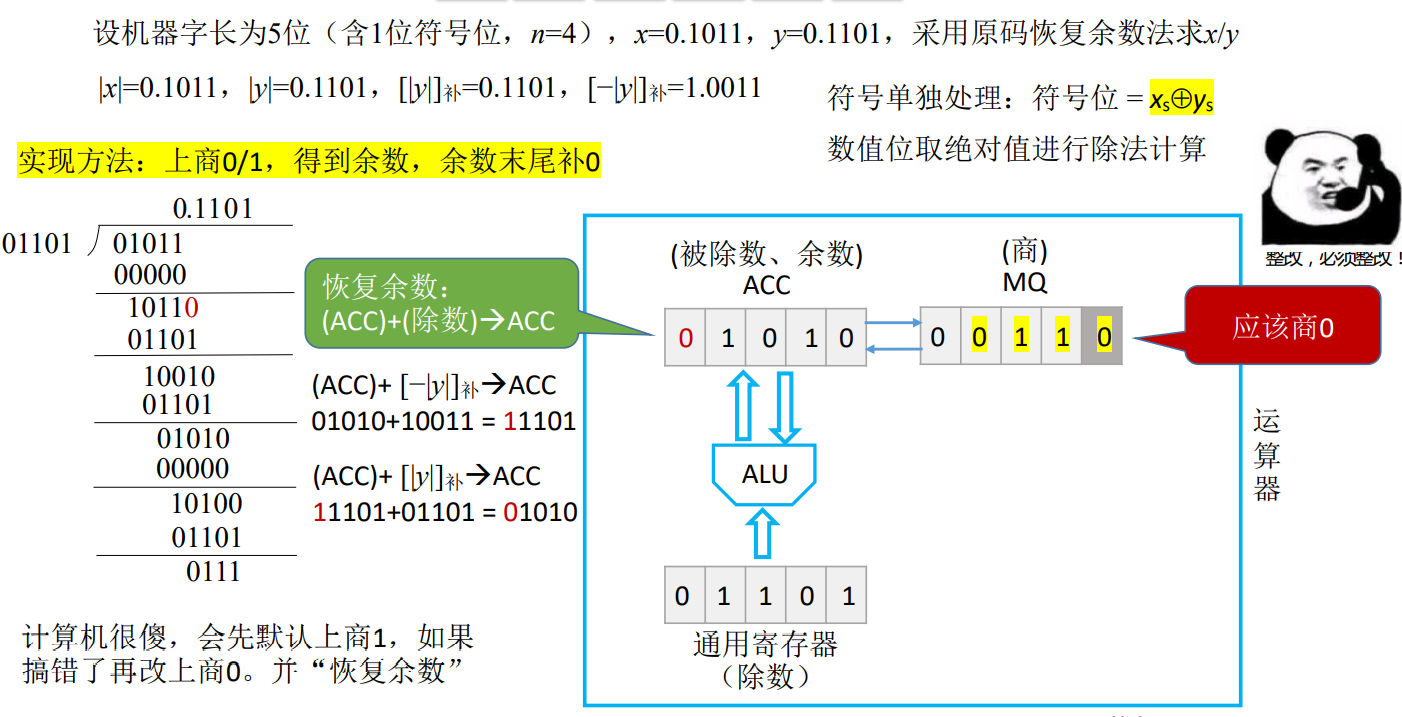 设机器字长为5位（含1位符号位，n=4），x=0.1011，y=0.1101，采用原码恢复余数法求x/y
|x|=0.1011，|y|=0.1101，[|y|]补=0.1101，[−|y|]补=1.0011
符号单独处理：符号位 = xs⊕ys
数值位取绝对值进行除法计算
实现方法：上商0/1，得到余数，余数末尾补0
整改，必须整改！
0.1101
01101 01011
00000
10110
01101
10010
01101
01010
00000
10100
01101
0111
恢复余数：
(ACC)+(除数)→ACC
(ACC)+ [−|y|]补→ACC
01010+10011 = 11101
(ACC)+ [|y|]补→ACC
11101+01101 = 01010
(被除数、余数)
ACC
0 1 0 1 0
(商)
MQ
0 0 1 1 0
应该商0
ALU
0 1 1 0 1
通用寄存器
（除数）
运算器
计算机很傻，会先默认上商1，如果
搞错了再改上商0。并“恢复余数”